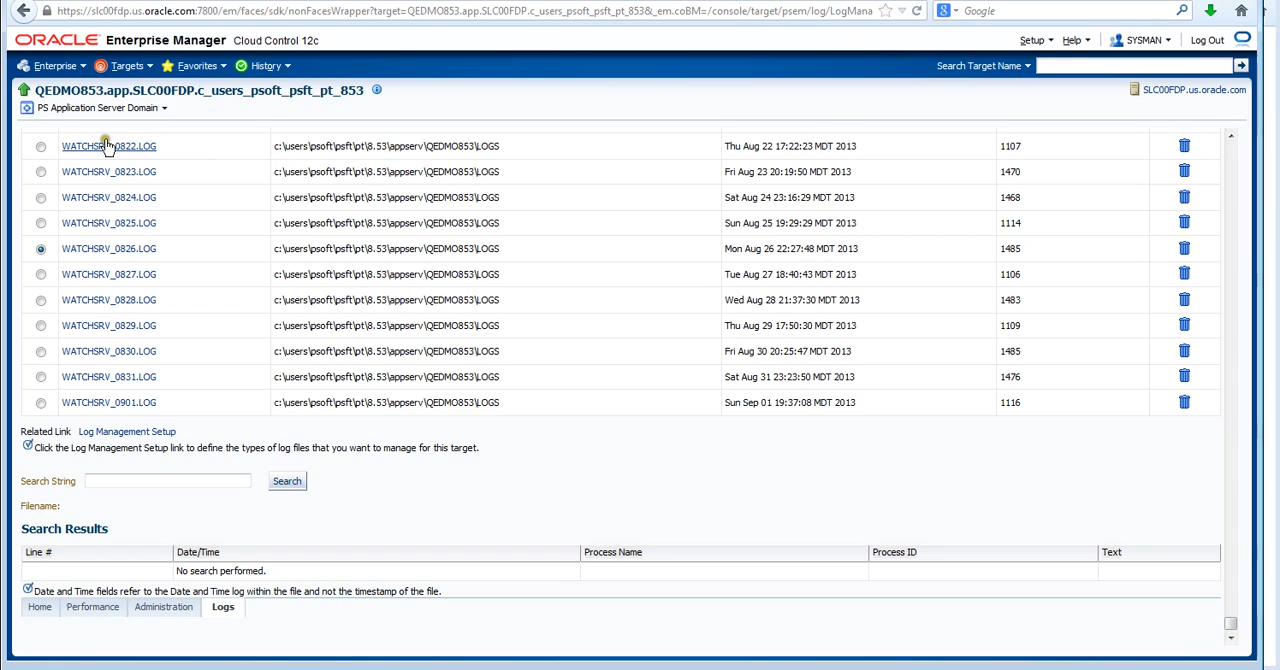 https://slc00fdp.us.oracle.com:7800/em/faces/sdk/nonFacesWrapper?target=QEDMO853.app.SLC00FDP.c_users_psoft_psft_pt_853&_em.coBM=/console/target/psem/log/LogMana
Google
ORACLE Enterprise Manager Cloud Control 12c
Setup Help SYSMAN Log Out
Enterprise Targets Favorites History Search Target Name
QEDMO853.app.SLC00FDP.c_users_psoft_psft_pt_853 SLC00FDP.us.oracle.com
PS Application Server Domain
WATCHSRV_0822.LOG c:\users\psoft\psft\pt\8.53\appserv\QEDMO853\LOGS Thu Aug 22 17:22:23 MDT 2013 1107
WATCHSRV_0823.LOG c:\users\psoft\psft\pt\8.53\appserv\QEDMO853\LOGS Fri Aug 23 20:19:50 MDT 2013 1470
WATCHSRV_0824.LOG c:\users\psoft\psft\pt\8.53\appserv\QEDMO853\LOGS Sat Aug 24 23:16:29 MDT 2013 1468
WATCHSRV_0825.LOG c:\users\psoft\psft\pt\8.53\appserv\QEDMO853\LOGS Sun Aug 25 19:29:29 MDT 2013 1114
WATCHSRV_0826.LOG c:\users\psoft\psft\pt\8.53\appserv\QEDMO853\LOGS Mon Aug 26 22:27:48 MDT 2013 1485
WATCHSRV_0827.LOG c:\users\psoft\psft\pt\8.53\appserv\QEDMO853\LOGS Tue Aug 27 18:40:43 MDT 2013 1106
WATCHSRV_0828.LOG c:\users\psoft\psft\pt\8.53\appserv\QEDMO853\LOGS Wed Aug 28 21:37:30 MDT 2013 1483
WATCHSRV_0829.LOG c:\users\psoft\psft\pt\8.53\appserv\QEDMO853\LOGS Thu Aug 29 17:50:30 MDT 2013 1109
WATCHSRV_0830.LOG c:\users\psoft\psft\pt\8.53\appserv\QEDMO853\LOGS Fri Aug 30 20:25:47 MDT 2013 1485
WATCHSRV_0831.LOG c:\users\psoft\psft\pt\8.53\appserv\QEDMO853\LOGS Sat Aug 31 23:23:50 MDT 2013 1476
WATCHSRV_0901.LOG c:\users\psoft\psft\pt\8.53\appserv\QEDMO853\LOGS Sun Sep 01 19:37:08 MDT 2013 1116
Related Link Log Management Setup
Click the Log Management Setup link to define the types of log files that you want to manage for this target.
Search String Search
Filename:
Search Results
Line # Date/Time Process Name Process ID Text
No search performed.
Date and Time fields refer to the Date and Time log within the file and not the timestamp of the file.
Home Performance Administration Logs